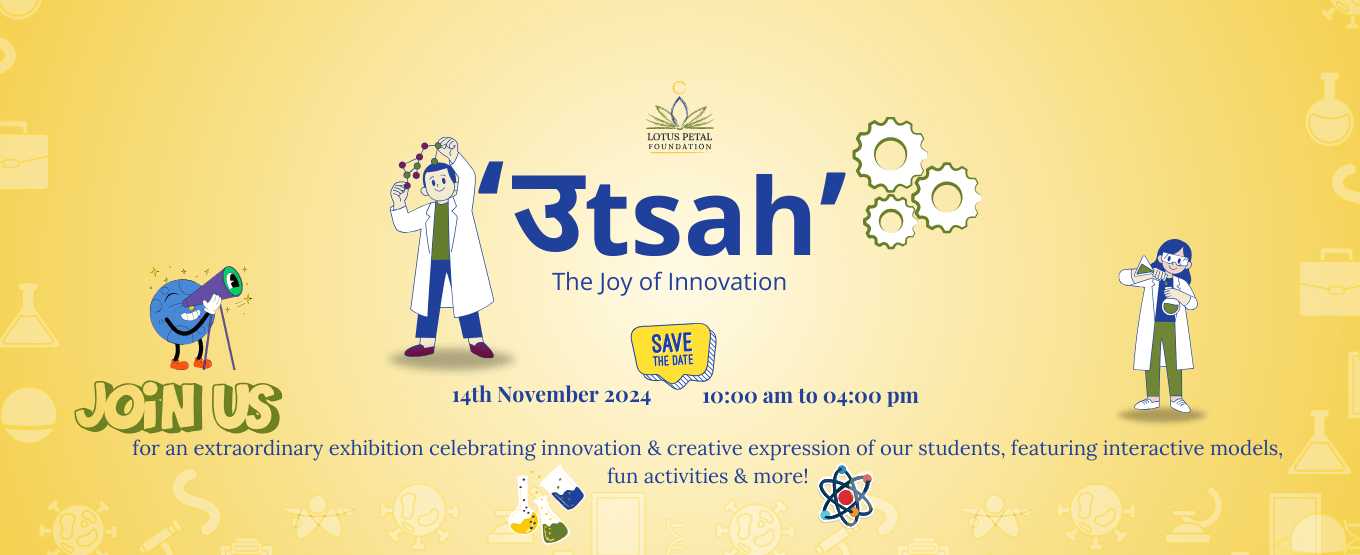 LOTUS PETAL
FOUNDATION
‘उtsah’
The Joy of Innovation
SAVE
THE DATE
14th November 2024
10:00 am to 04:00 pm
JOIN US
for an extraordinary exhibition celebrating innovation & creative expression of our students, featuring interactive models,
fun activities & more!